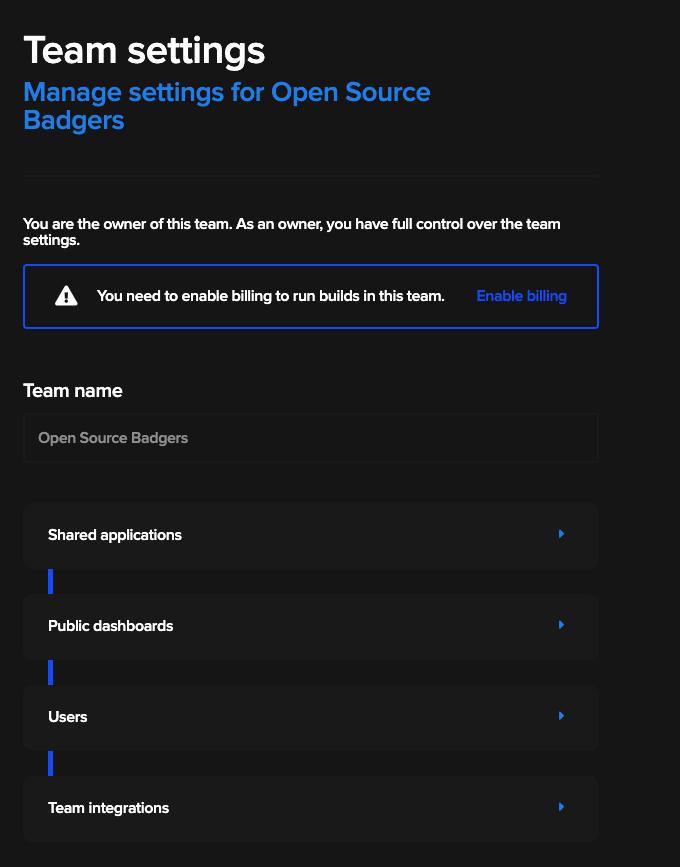 Team settings
Manage settings for Open Source
Badgers
You are the owner of this team. As an owner, you have full control over the team
settings.
You need to enable billing to run builds in this team. Enable billing
Team name
Open Source Badgers
Shared applications
Public dashboards
Users
Team integrations